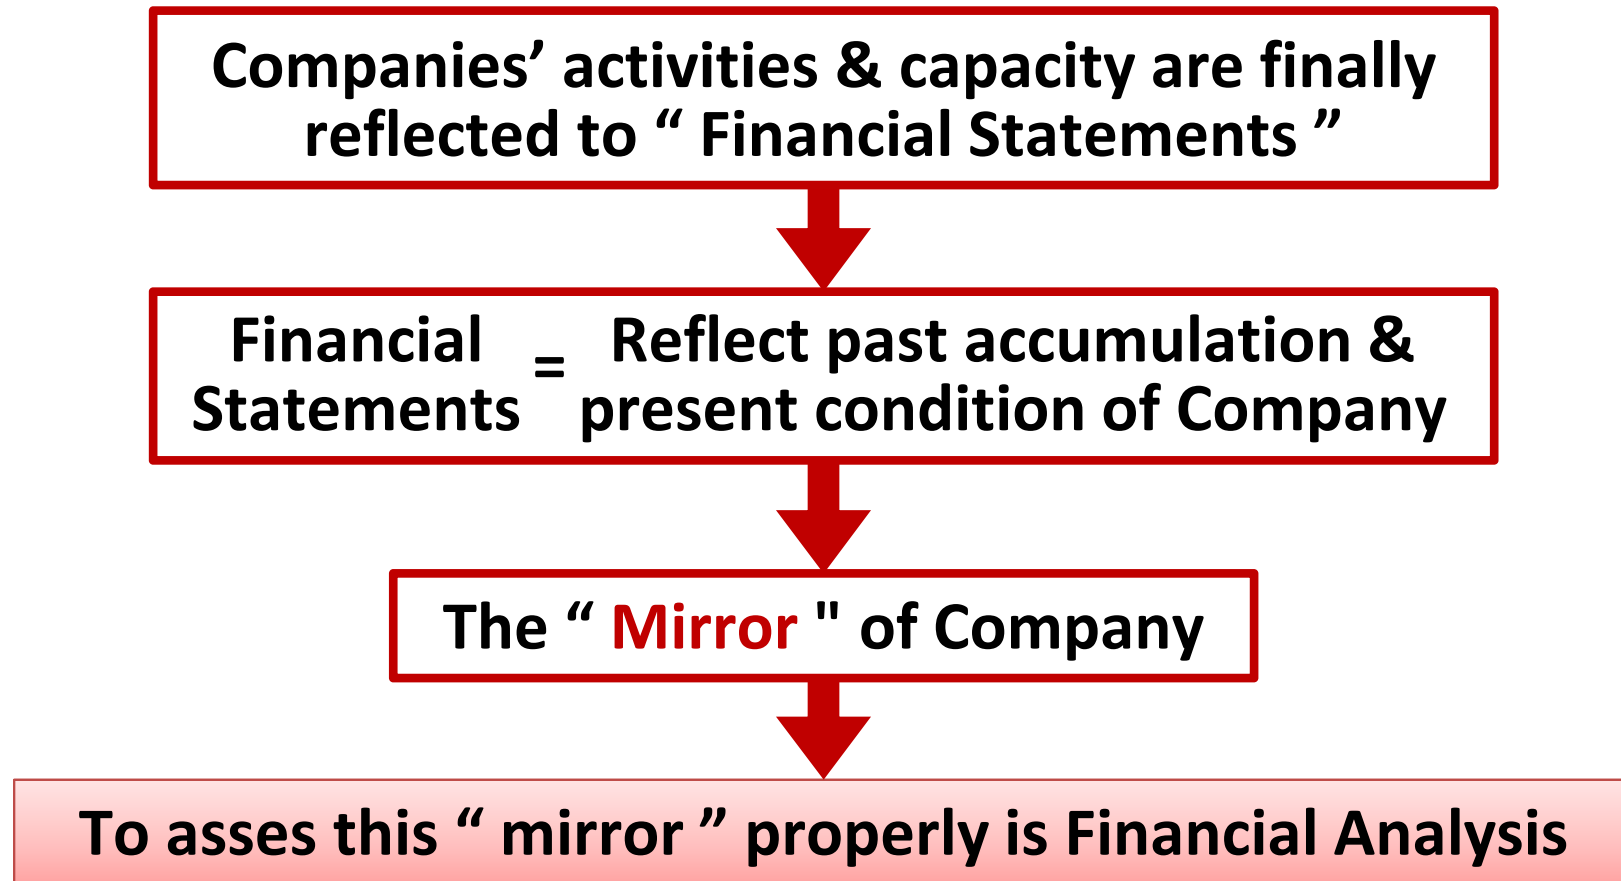 Companies’ activities & capacity are finally
reflected to “ Financial Statements ”
Financial
Statements
=
Reflect past accumulation &
present condition of Company
The “ Mirror " of Company
To asses this “ mirror ” properly is Financial Analysis